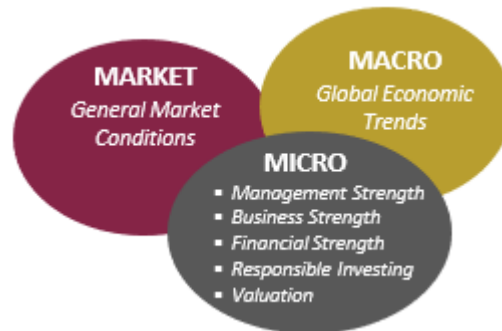 MARKET
General Market
Conditions
MACRO
Global Economic
Trends
MICRO
▪ Management Strength
▪ Business Strength
▪ Financial Strength
▪ Responsible Investing
▪ Valuation